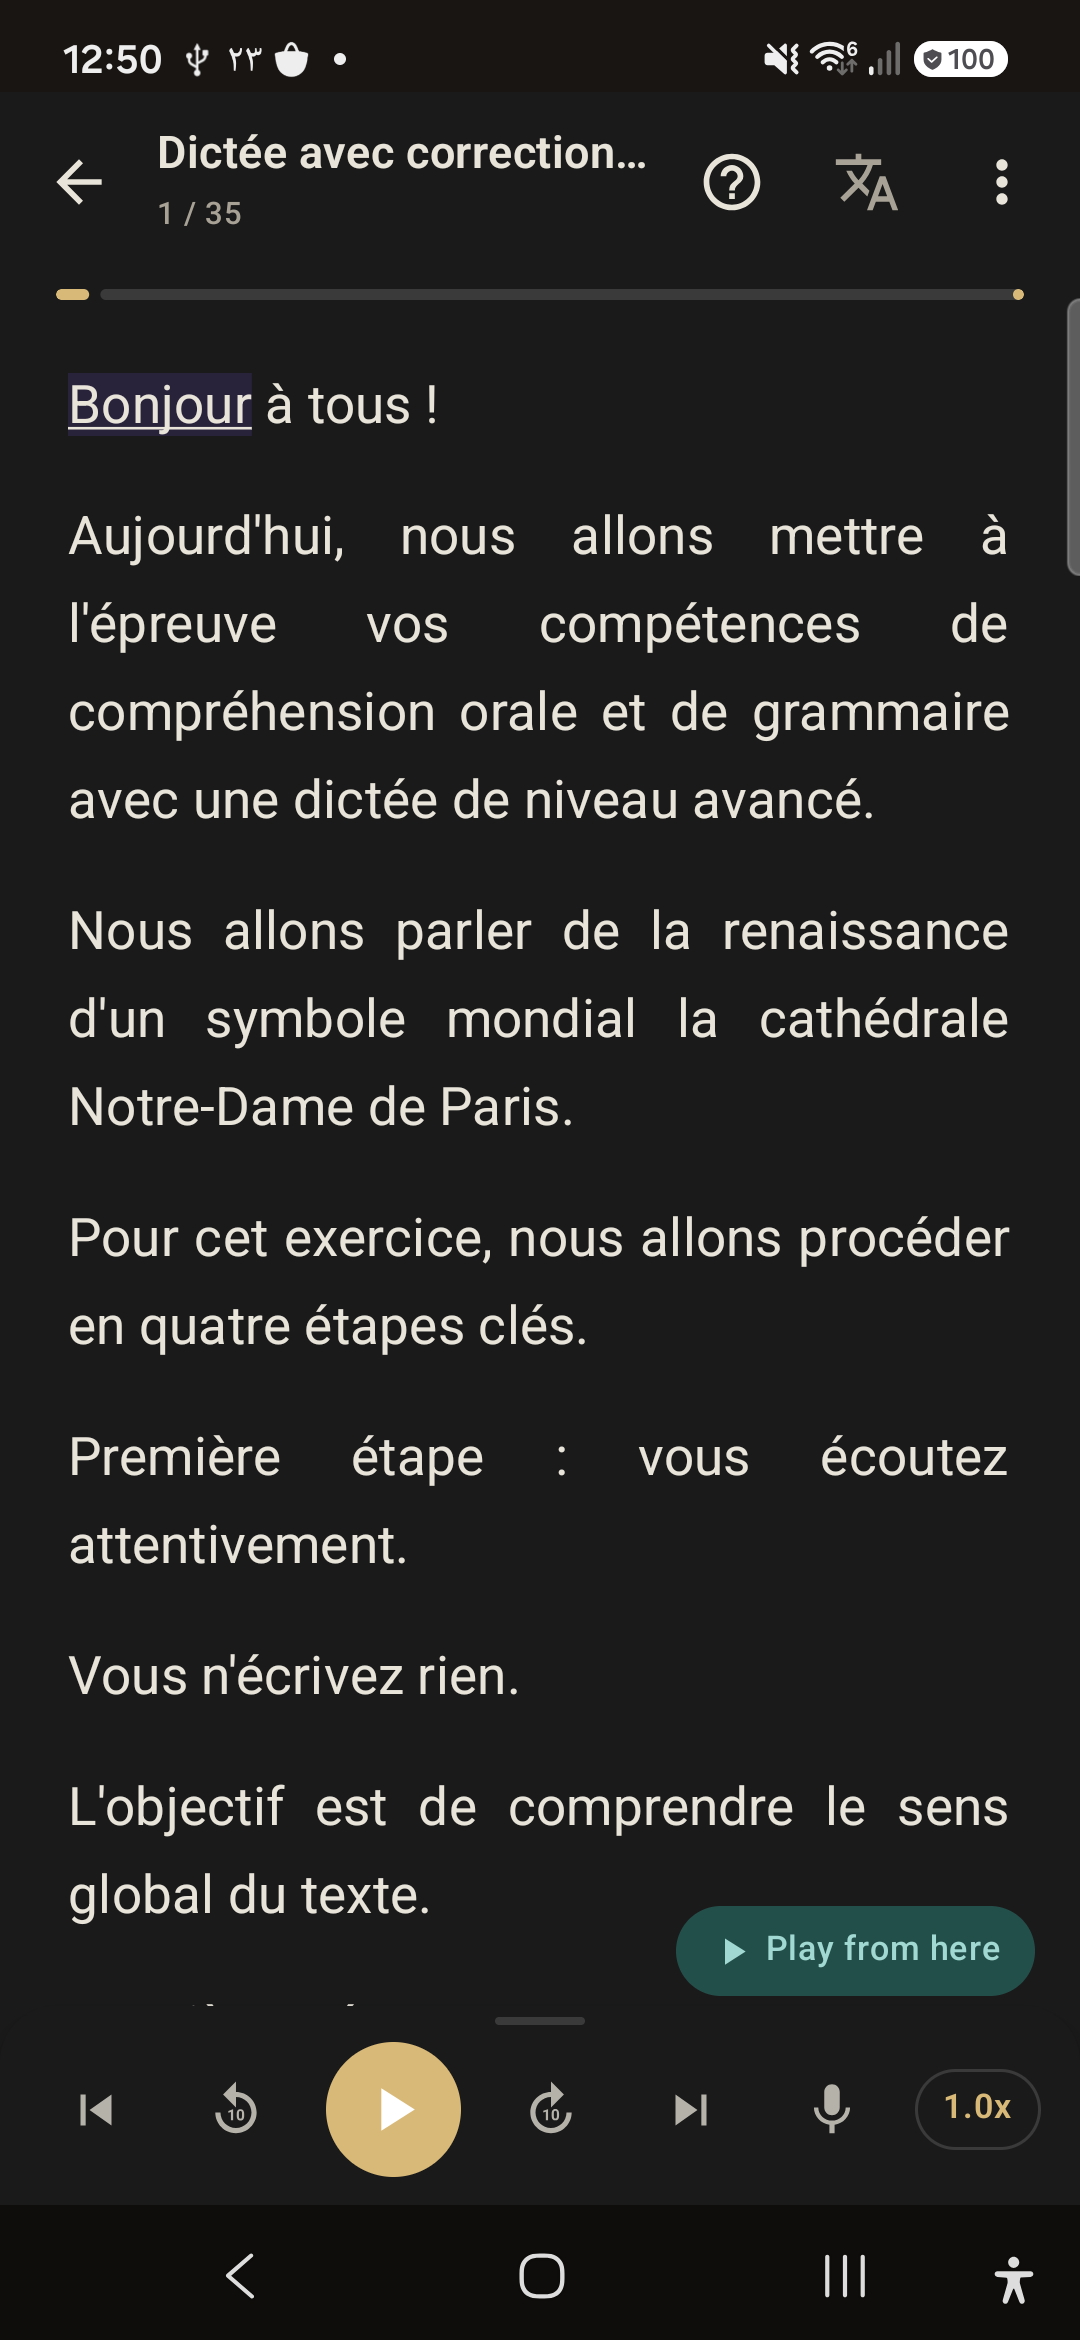 12:50 ۲۳ 6 100
Dictée avec correction...
1 / 35
Bonjour à tous !
Aujourd'hui, nous allons mettre à
l'épreuve vos compétences de
compréhension orale et de grammaire
avec une dictée de niveau avancé.
Nous allons parler de la renaissance
d'un symbole mondial la cathédrale
Notre-Dame de Paris.
Pour cet exercice, nous allons procéder
en quatre étapes clés.
Première étape : vous écoutez
attentivement.
Vous n'écrivez rien.
L'objectif est de comprendre le sens
global du texte.
Play from here
10 10 1.0x